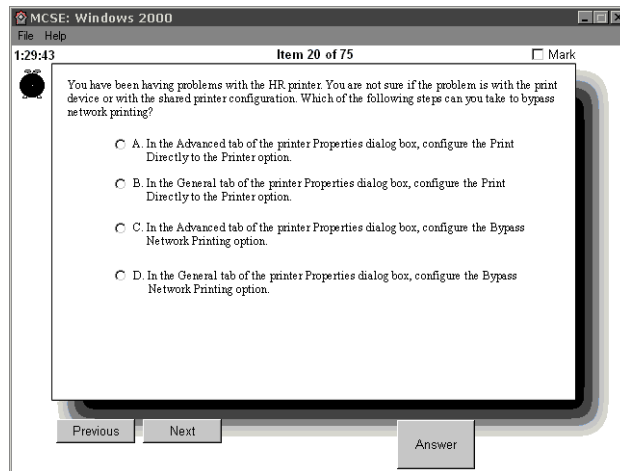 MCSE: Windows 2000
File Help
1:29:43 Item 20 of 75 Mark
You have been having problems with the HR printer. You are not sure if the problem is with the print
device or with the shared printer configuration. Which of the following steps can you take to bypass
network printing?
A. In the Advanced tab of the printer Properties dialog box, configure the Print
Directly to the Printer option.
B. In the General tab of the printer Properties dialog box, configure the Print
Directly to the Printer option.
C. In the Advanced tab of the printer Properties dialog box, configure the Bypass
Network Printing option.
D. In the General tab of the printer Properties dialog box, configure the Bypass
Network Printing option.
Previous Next Answer